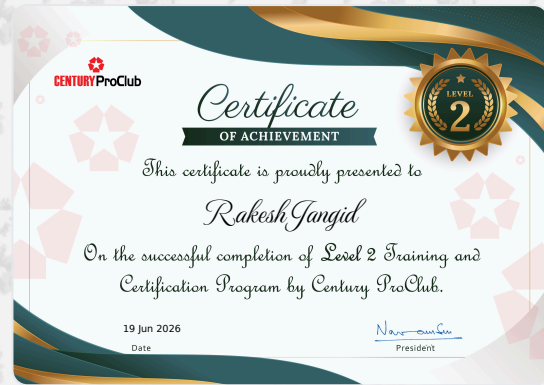 CENTURY ProClub
LEVEL
2
Certificate
OF ACHIEVEMENT
This certificate is proudly presented to
Rakesh Jangid
On the successful completion of Level 2 Training and
Certification Program by Century ProClub.
19 Jun 2026
Date
President